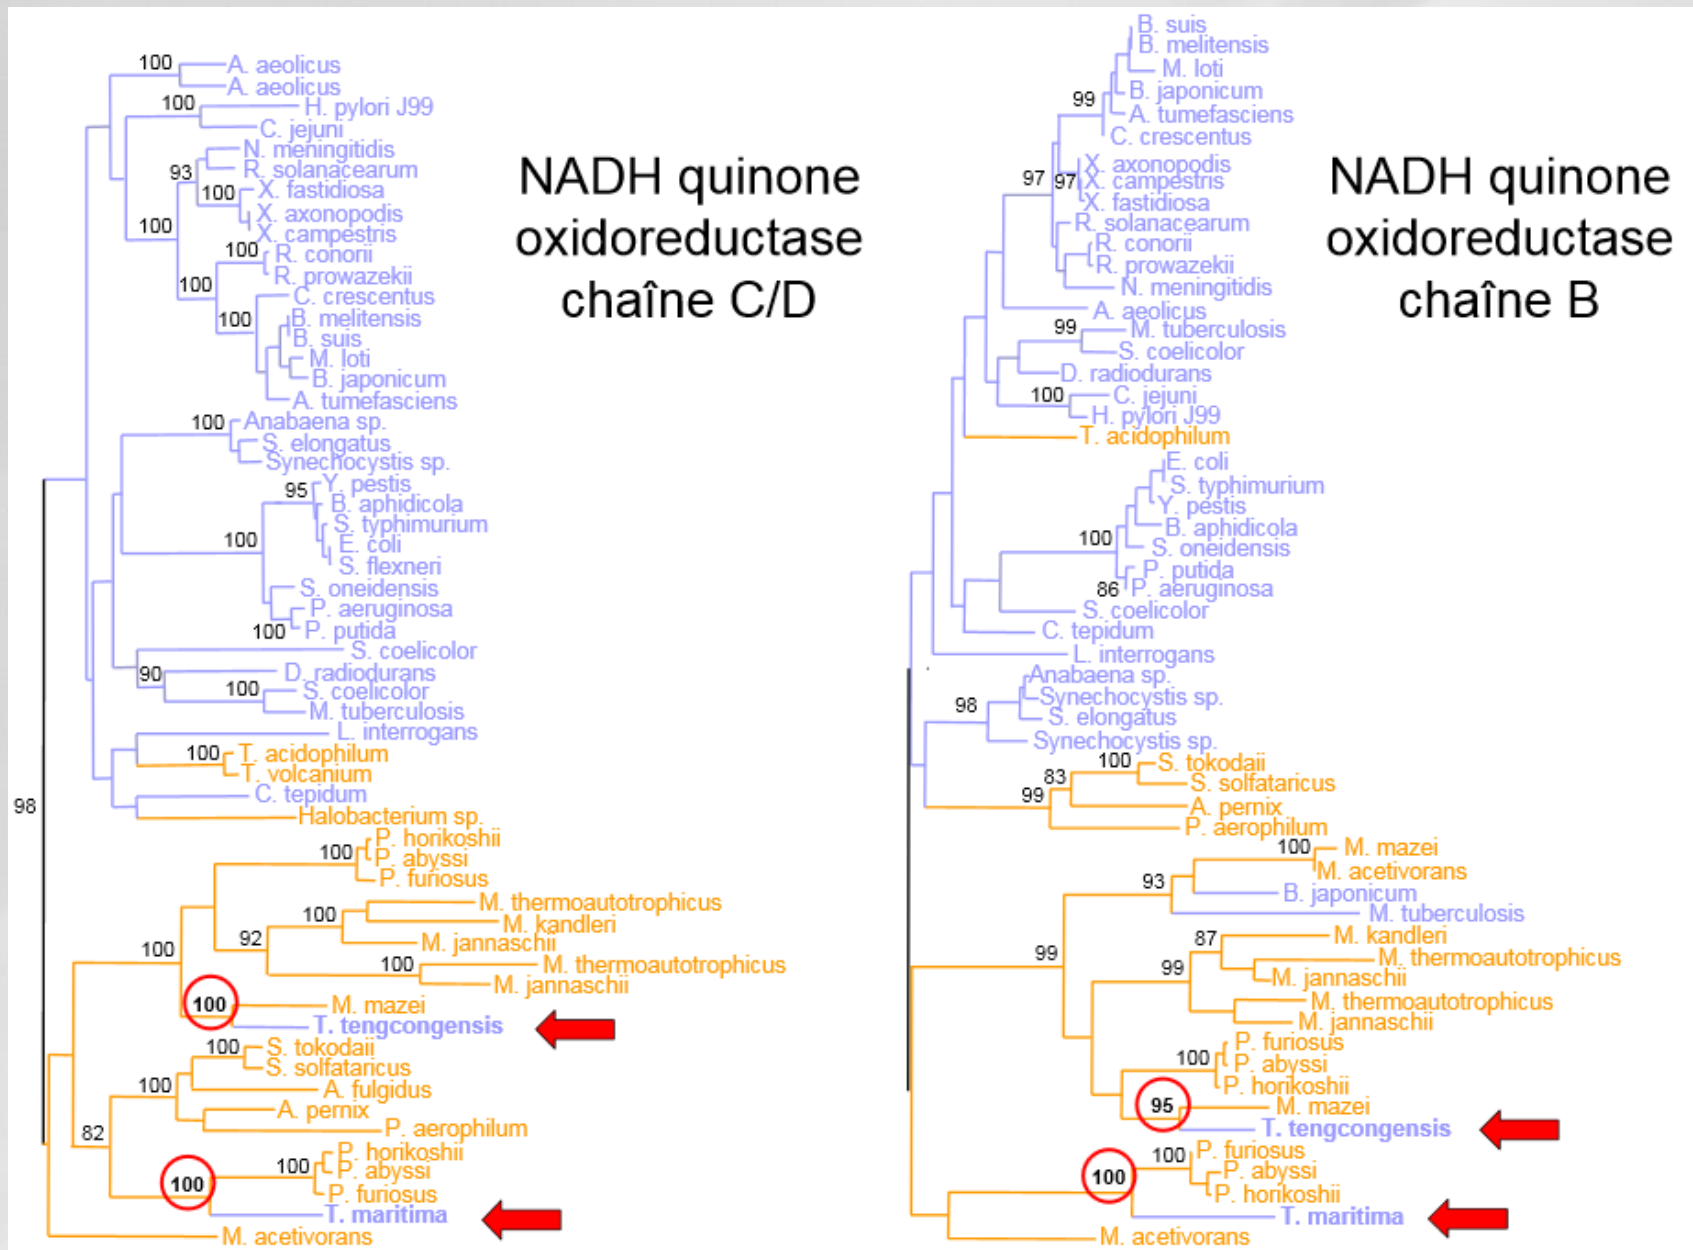 100
A. aeolicus
A. aeolicus
100
H. pylori J99
C. jejuni
N. meningitidis
93
R. solanacearum
100
X. fastidiosa
X. axonopodis
100
X. campestris
100
R. conorii
R. prowazekii
100
C. crescentus
100
B. melitensis
B. suis
M. loti
B. japonicum
A. tumefasciens
100
Anabaena sp.
S. elongatus
Synechocystis sp.
95
Y. pestis
B. aphidicola
S. typhimurium
100
E. coli
S. flexneri
S. oneidensis
P. aeruginosa
100
P. putida
S. coelicolor
90
D. radiodurans
100
S. coelicolor
M. tuberculosis
L. interrogans
100
T. acidophilum
T. volcanium
C. tepidum
98
Halobacterium sp.
P. horikoshii
100
P. abyssi
P. furiosus
M. thermoautotrophicus
100
M. kandleri
92
M. jannaschii
100
100
M. thermoautotrophicus
M. jannaschii
100
M. mazei
T. tengcongensis
100
S. tokodaii
S. solfataricus
100
A. fulgidus
A. pernix
82
P. aerophilum
P. horikoshii
100
P. abyssi
100
P. furiosus
T. maritima
M. acetivorans
NADH quinone
oxidoreductase
chaîne C/D
B. suis
B. melitensis
M. loti
99
B. japonicum
A. tumefasciens
C. crescentus
X. axonopodis
97
97
X. campestris
X. fastidiosa
R. solanacearum
R. conorii
R. prowazekii
N. meningitidis
A. aeolicus
99
M. tuberculosis
S. coelicolor
D. radiodurans
100
C. jejuni
H. pylori J99
T. acidophilum
E. coli
S. typhimurium
Y. pestis
B. aphidicola
100
S. oneidensis
P. putida
86
P. aeruginosa
S. coelicolor
C. tepidum
L. interrogans
Anabaena sp.
98
Synechocystis sp.
S. elongatus
Synechocystis sp.
100
S. tokodaii
83
S. solfataricus
99
A. pernix
P. aerophilum
100
M. mazei
M. acetivorans
93
B. japonicum
M. tuberculosis
87
M. kandleri
99
M. thermoautotrophicus
99
M. jannaschii
M. thermoautotrophicus
M. jannaschii
P. furiosus
100
P. abyssi
P. horikoshii
95
M. mazei
T. tengcongensis
100
P. furiosus
100
P. abyssi
P. horikoshii
T. maritima
M. acetivorans
NADH quinone
oxidoreductase
chaîne B